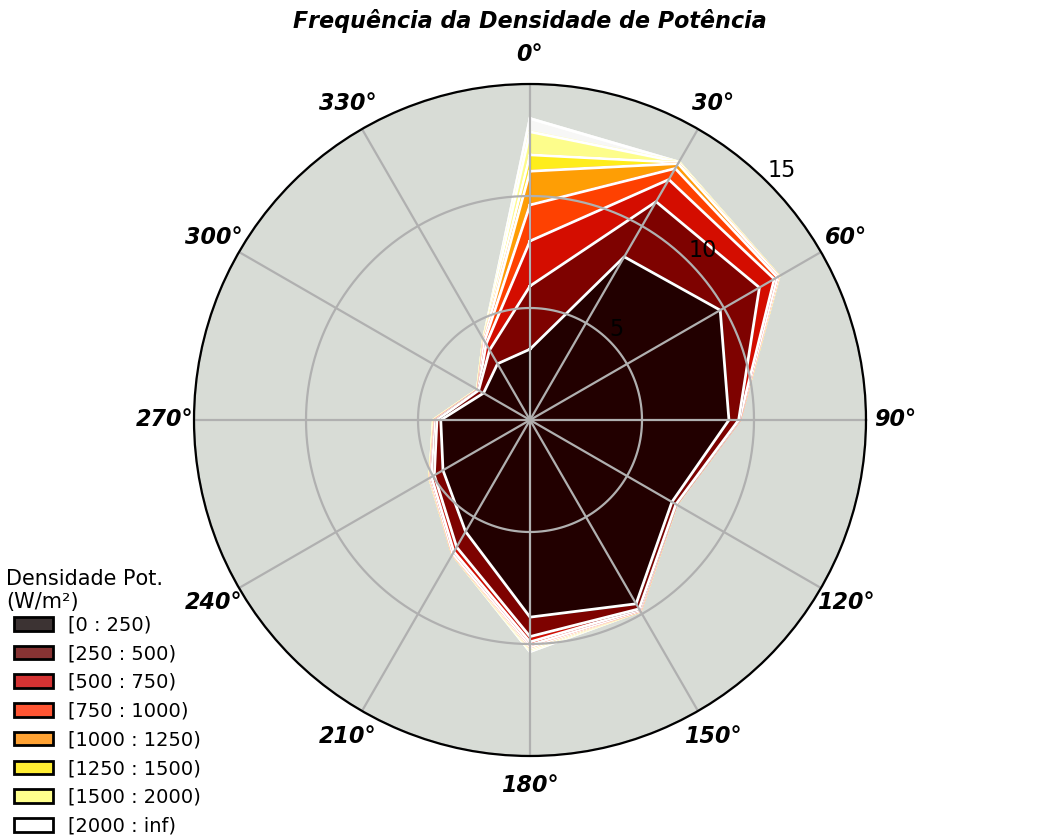 Frequência da Densidade de Potência
0°
330°
30°
15
300°
60°
10
5
270°
90°
240°
120°
210°
150°
180°
Densidade Pot.
(W/m²)
[0 : 250)
[250 : 500)
[500 : 750)
[750 : 1000)
[1000 : 1250)
[1250 : 1500)
[1500 : 2000)
[2000 : inf)